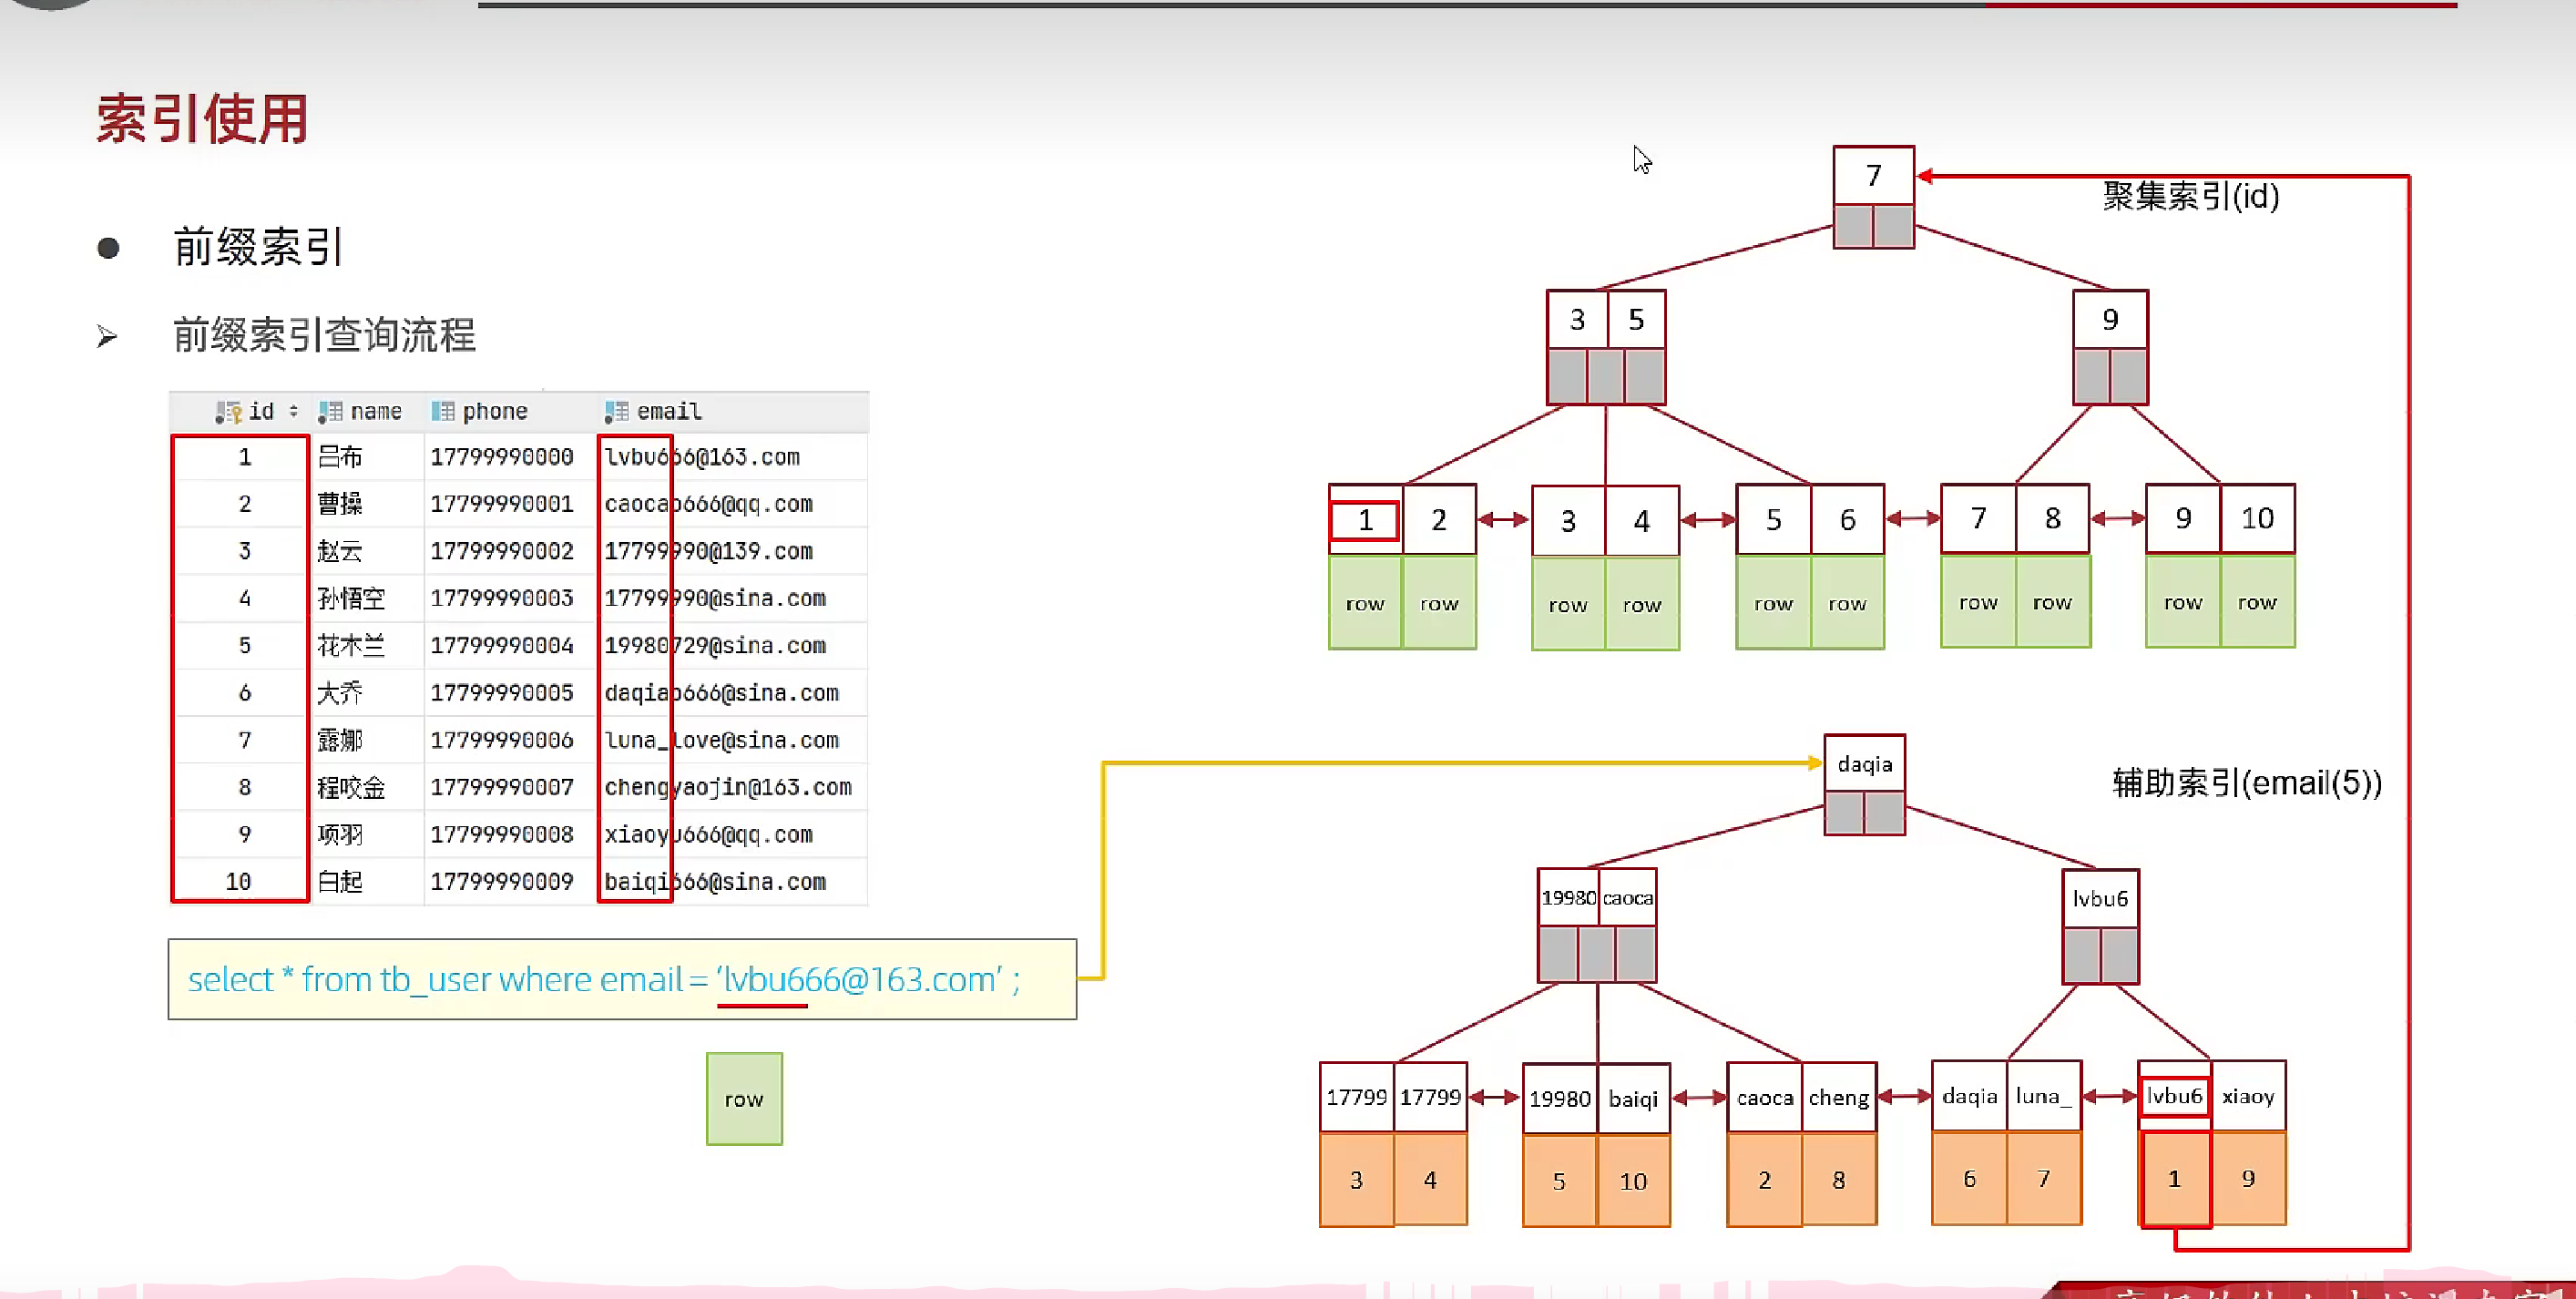 索引使用
前缀索引
前缀索引查询流程
id name phone email
1 吕布 17799990000 lvbu666@163.com
2 曹操 17799990001 caocao666@qq.com
3 赵云 17799990002 17799990@139.com
4 孙悟空 17799990003 17799990@sina.com
5 花木兰 17799990004 19980729@sina.com
6 大乔 17799990005 daqiao666@sina.com
7 露娜 17799990006 luna_love@sina.com
8 程咬金 17799990007 chengyaojin@163.com
9 项羽 17799990008 xiaoyu666@qq.com
10 白起 17799990009 baiqi666@sina.com
select * from tb_user where email = ‘lvbu666@163.com’ ;
row
聚集索引(id)
7
3 5 9
1 2 3 4 5 6 7 8 9 10
row row row row row row row row row row
辅助索引(email(5))
daqia
19980 caoca lvbu6
17799 17799 19980 baiqi caoca cheng daqia luna_ lvbu6 xiaoy
3 4 5 10 2 8 6 7 1 9